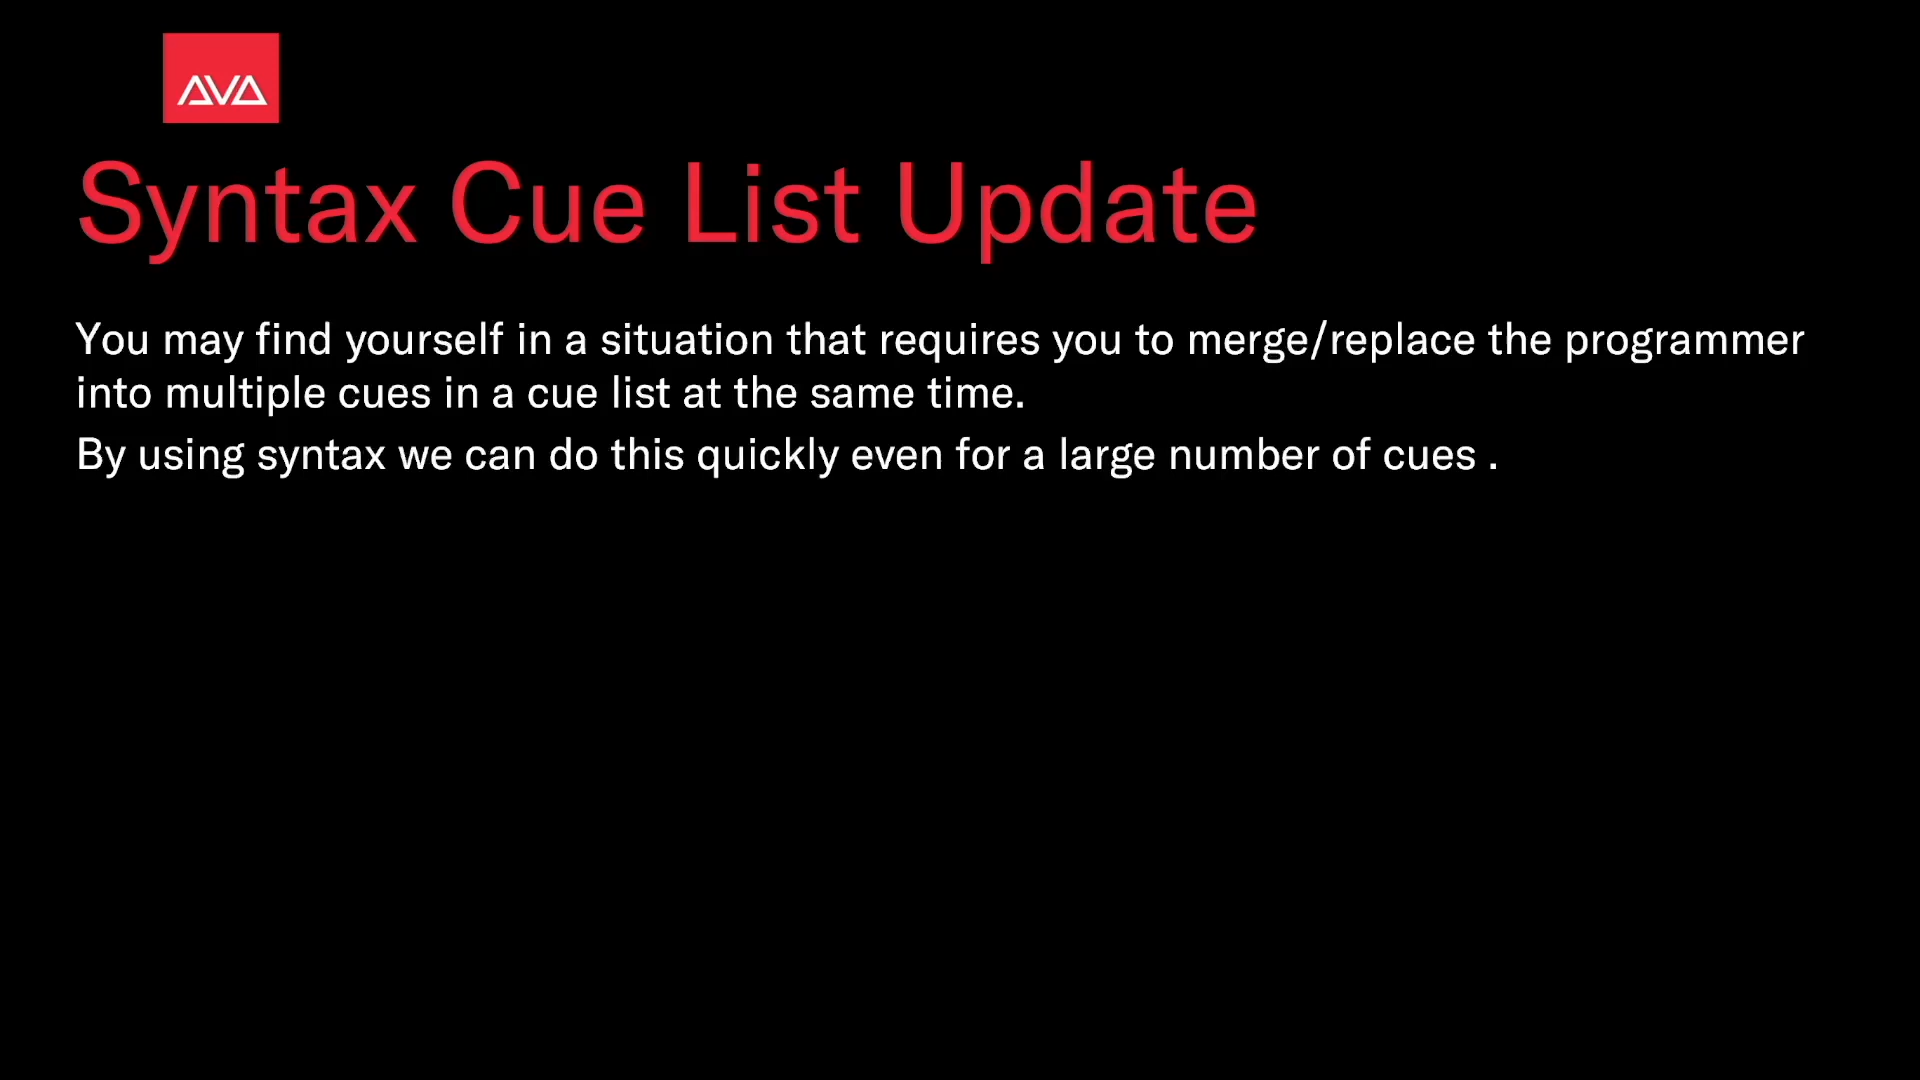 AVA
Syntax Cue List Update
You may find yourself in a situation that requires you to merge/replace the programmer
into multiple cues in a cue list at the same time.
By using syntax we can do this quickly even for a large number of cues .